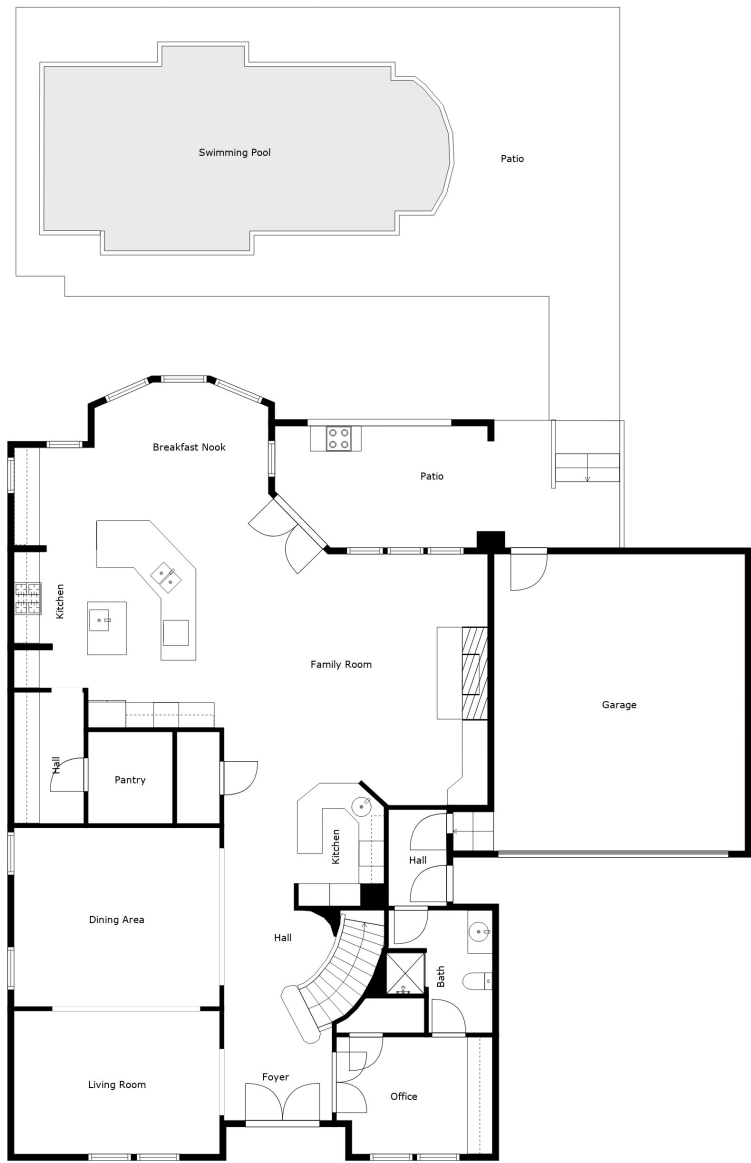 Swimming Pool
Patio
Breakfast Nook
Patio
Kitchen
Family Room
Garage
Hall
Pantry
Kitchen
Hall
Dining Area
Hall
Bath
Foyer
Living Room
Office